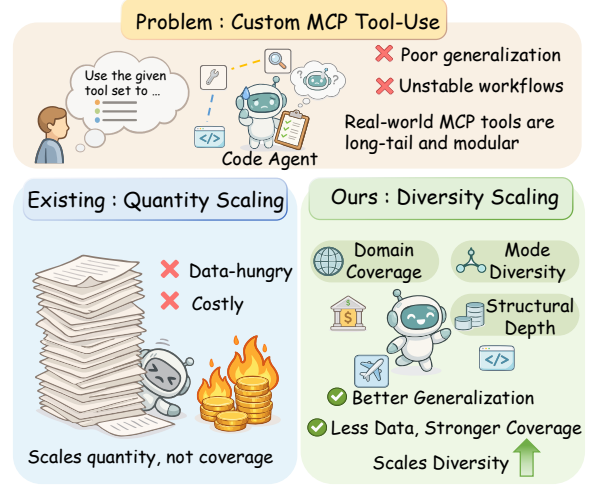 Problem : Custom MCP Tool-Use
Use the given
tool set to ...
Poor generalization
Unstable workflows
Real-world MCP tools are
long-tail and modular
Code Agent
Existing : Quantity Scaling
Data-hungry
Costly
Scales quantity, not coverage
Ours : Diversity Scaling
Domain
Coverage
Mode
Diversity
Structural
Depth
Better Generalization
Less Data, Stronger Coverage
Scales Diversity